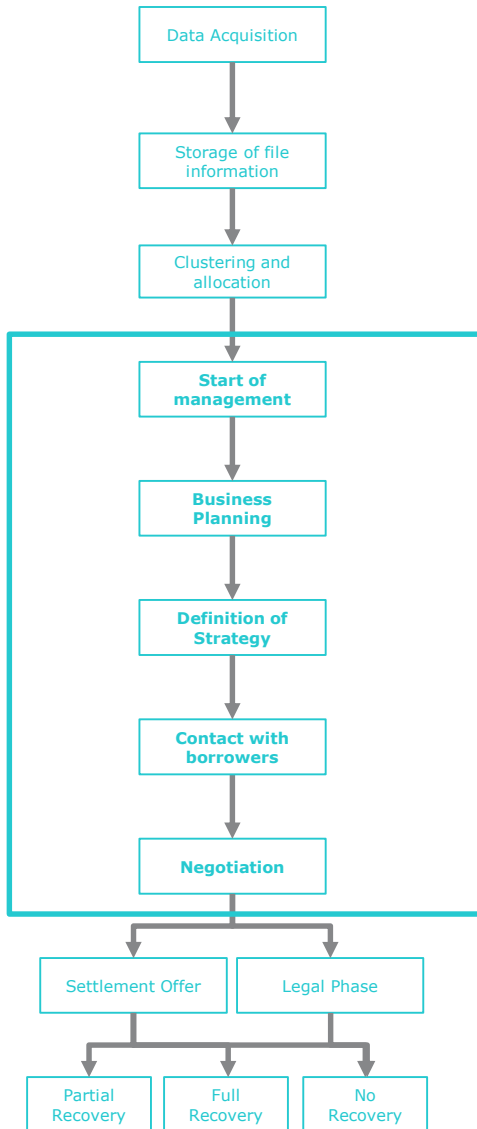 Data Acquisition
Storage of file
information
Clustering and
allocation
Start of
management
Business
Planning
Definition of
Strategy
Contact with
borrowers
Negotiation
Settlement Offer
Legal Phase
Partial
Recovery
Full
Recovery
No
Recovery